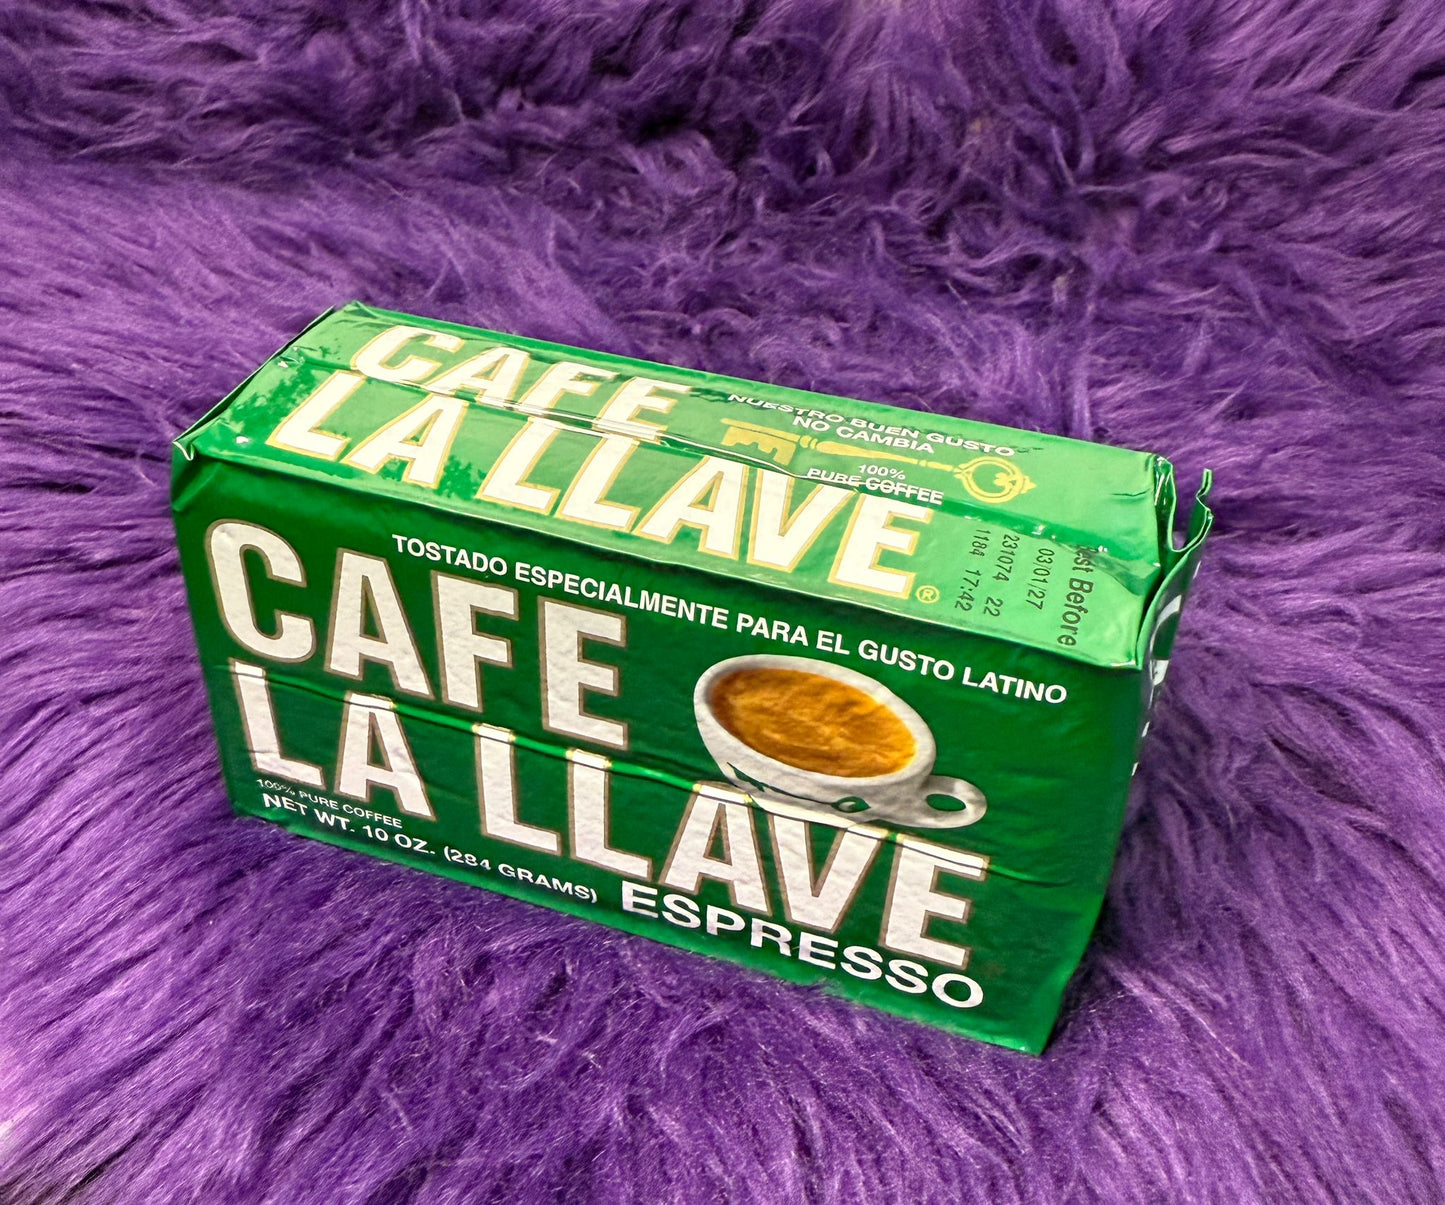 CAFE
LA LLAVE®
NUESTRO BUEN GUSTO
NO CAMBIA
100%
PURE COFFEE
Before
03/01/27
231074 22
1184 17:42
TOSTADO ESPECIALMENTE PARA EL GUSTO LATINO
CAFE
LA LLAVE
100% PURE COFFEE
NET WT. 10 OZ. (284 GRAMS)
ESPRESSO